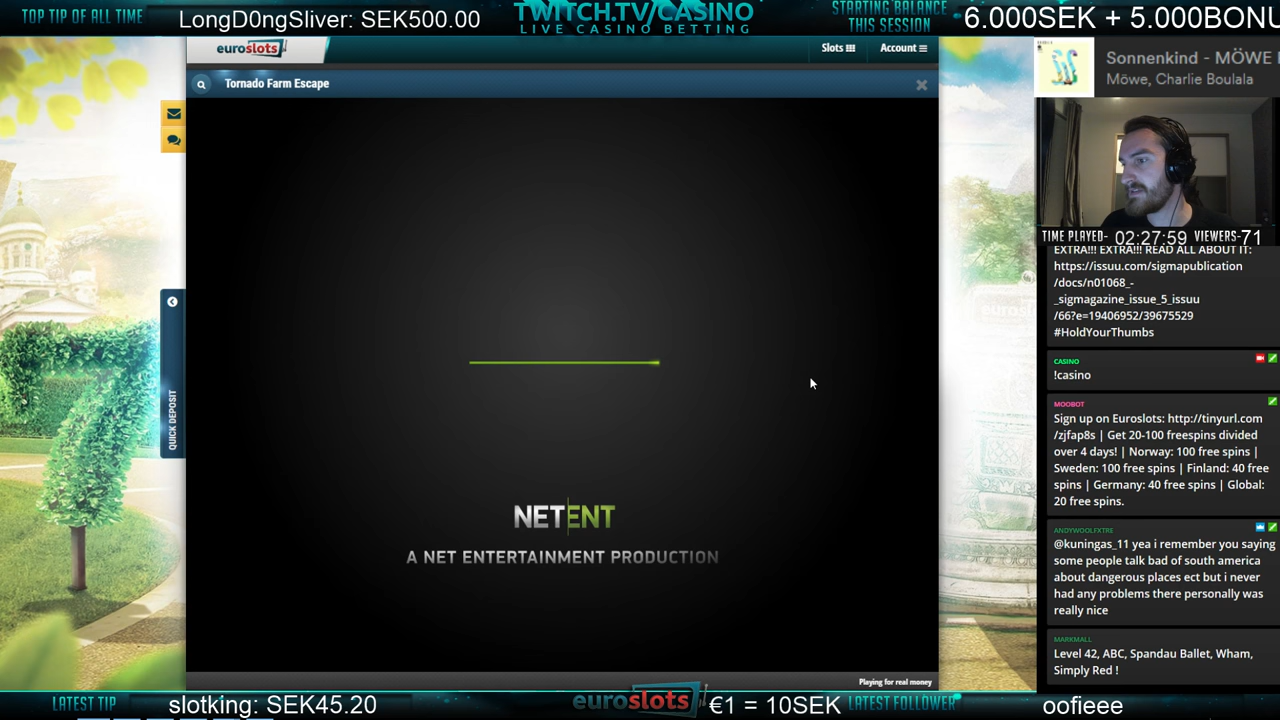 TOP TIP OF ALL TIME
LongD0ngSliver: SEK500.00
TWITCH.TV/CASINO
LIVE CASINO BETTING
STARTING BALANCE
THIS SESSION
6.000SEK + 5.000BONU
euroslots
Slots
Account
Tornado Farm Escape
Sonnenkind - MÖWE
Möwe, Charlie Boulala
QUICK DEPOSIT
NETENT
A NET ENTERTAINMENT PRODUCTION
Playing for real money
TIME PLAYED- 02:27:59 VIEWERS-71
EXTRA!!! EXTRA!!! READ ALL ABOUT IT:
https://issuu.com/sigmapublication
/docs/n01068_-
_sigmagazine_issue_5_issuu
/66?e=19406952/39675529
#HoldYourThumbs
CASINO
!casino
MOOBOT
Sign up on Euroslots: http://tinyurl.com
/zjfap8s | Get 20-100 freespins divided
over 4 days! | Norway: 100 free spins |
Sweden: 100 free spins | Finland: 40 free
spins | Germany: 40 free spins | Global:
20 free spins.
ANDYWOOLFXTRE
@kuningas_11 yea i remember you saying
some people talk bad of south america
about dangerous places ect but i never
had any problems there personally was
really nice
MARKMALL
Level 42, ABC, Spandau Ballet, Wham,
Simply Red !
LATEST TIP
slotking: SEK45.20
euroslots
€1 = 10SEK
LATEST FOLLOWER
oofieee